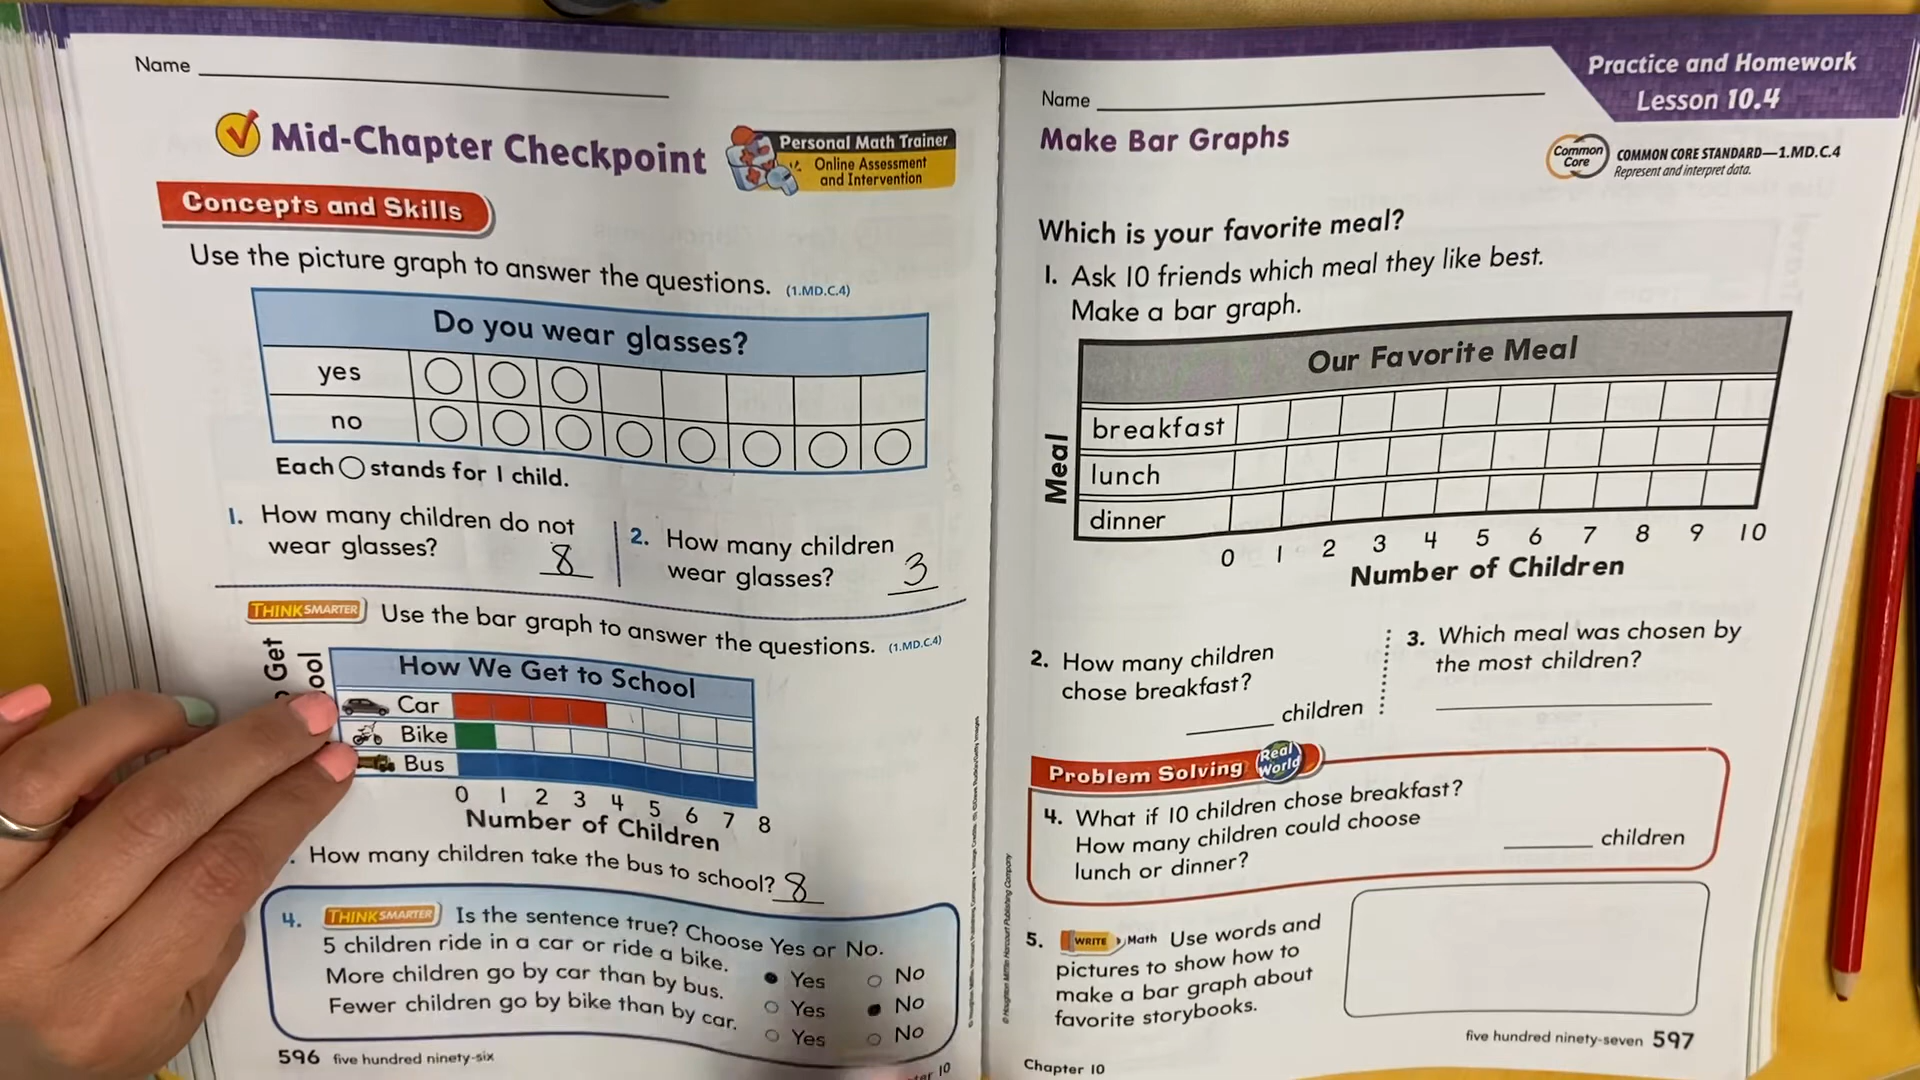 Name
Mid-Chapter Checkpoint
Personal Math Trainer
Online Assessment
and Intervention
Concepts and Skills
Use the picture graph to answer the questions. (1.MD.C.4)
Do you wear glasses?
yes
no
Each ◯ stands for 1 child.
1. How many children do not
wear glasses? 8
2. How many children
wear glasses? 3
THINK SMARTER Use the bar graph to answer the questions. (1.MD.C.4)
Get
How We Get to School
Car
Bike
Bus
0 1 2 3 4 5 6 7 8
Number of Children
How many children take the bus to school? 8
4. THINK SMARTER Is the sentence true? Choose Yes or No.
5 children ride in a car or ride a bike. Yes No
More children go by car than by bus. Yes No
Fewer children go by bike than by car. Yes No
596 five hundred ninety-six
10
Practice and Homework
Lesson 10.4
Name
Make Bar Graphs
Common
Core
COMMON CORE STANDARD—1.MD.C.4
Represent and interpret data.
Which is your favorite meal?
1. Ask 10 friends which meal they like best.
Make a bar graph.
Our Favorite Meal
Meal
breakfast
lunch
dinner
0 1 2 3 4 5 6 7 8 9 10
Number of Children
2. How many children
chose breakfast?
children
3. Which meal was chosen by
the most children?
Problem Solving Real World
4. What if 10 children chose breakfast?
How many children could choose
lunch or dinner?
children
5. WRITE Math Use words and
pictures to show how to
make a bar graph about
favorite storybooks.
© Houghton Mifflin Harcourt Publishing Company
Chapter 10
five hundred ninety-seven 597